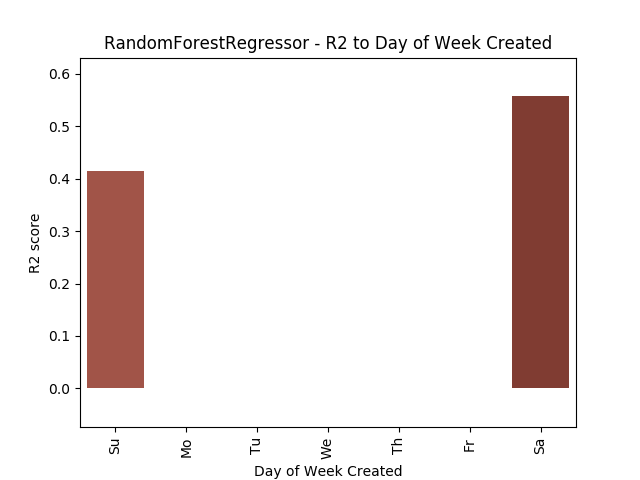 RandomForestRegressor - R2 to Day of Week Created
0.6
0.5
0.4
0.3
0.2
0.1
0.0
R2 score
Su
Mo
Tu
We
Th
Fr
Sa
Day of Week Created